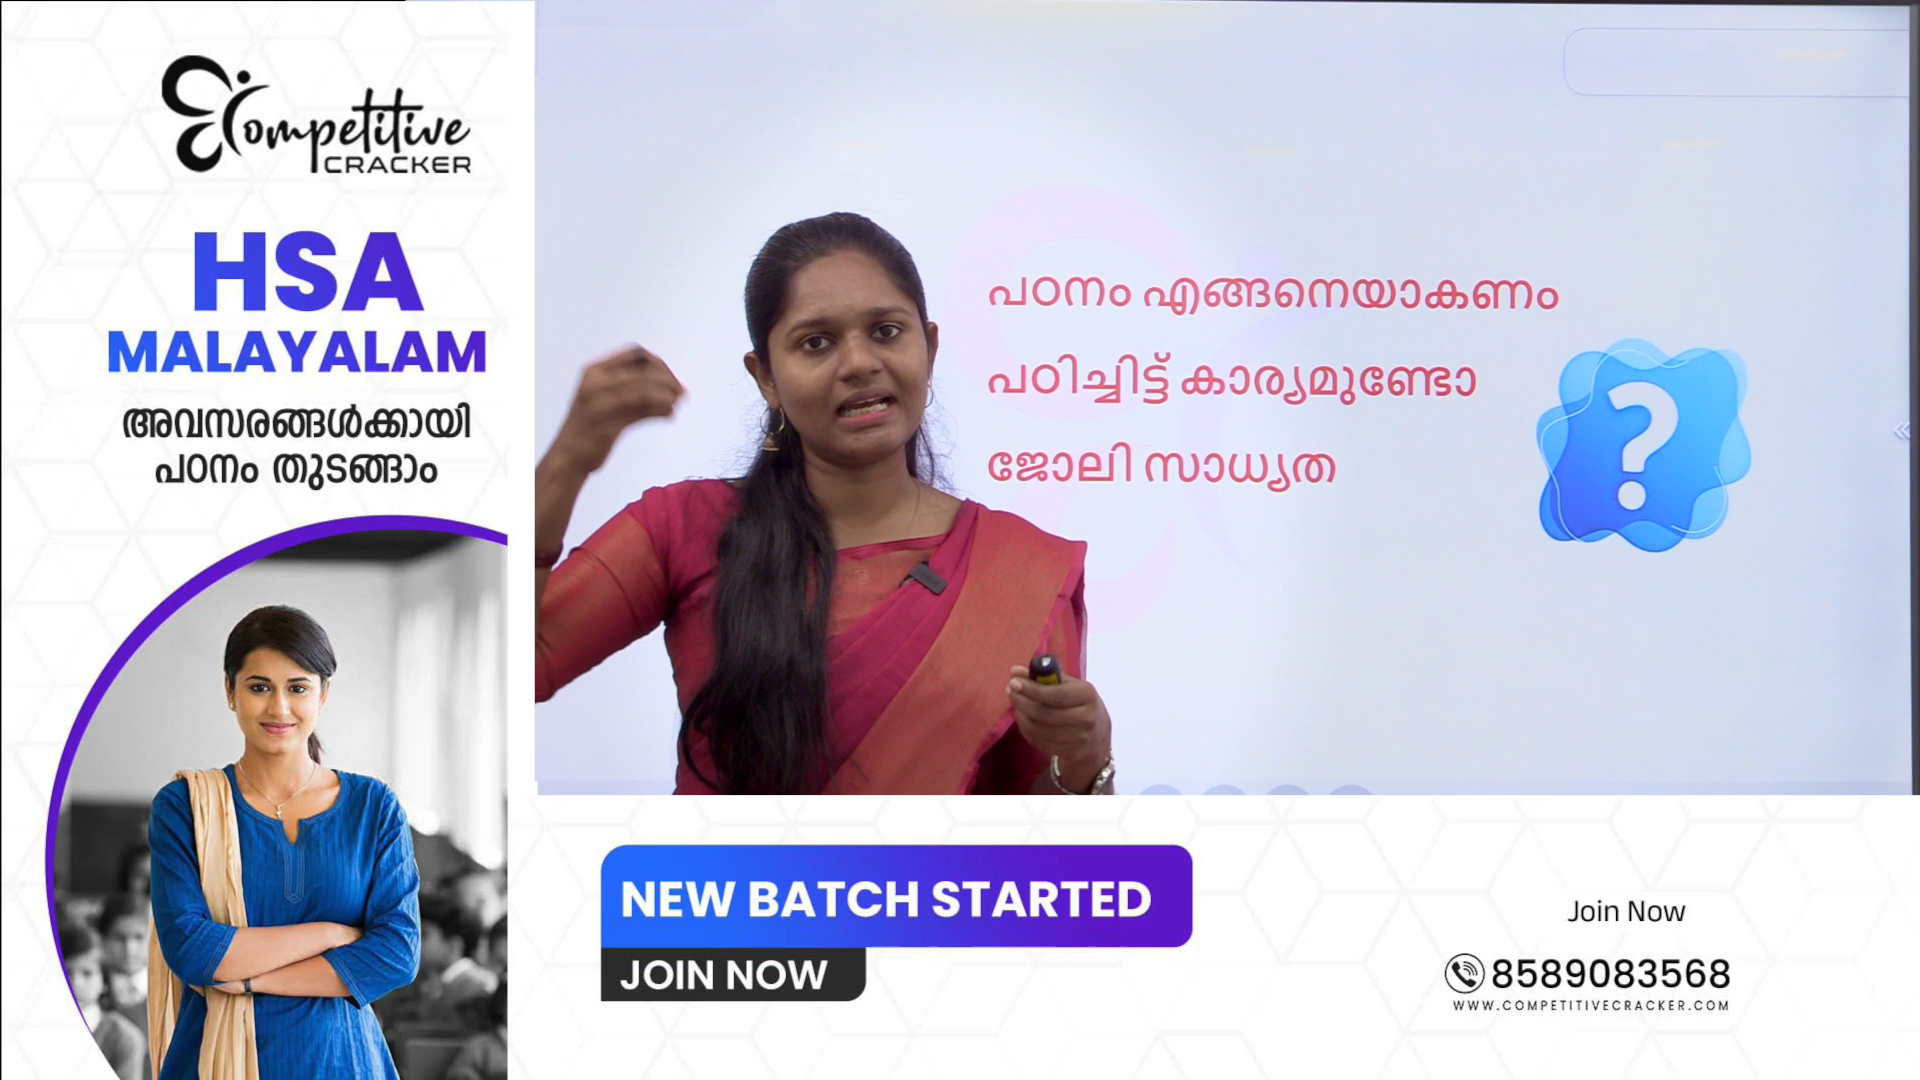 Competitive
CRACKER
HSA
MALAYALAM
അവസരങ്ങൾക്കായി
പഠനം തുടങ്ങാം
പഠനം എങ്ങനെയാകണം
പഠിച്ചിട്ട് കാര്യമുണ്ടോ
ജോലി സാധ്യത
?
NEW BATCH STARTED
JOIN NOW
Join Now
8589083568
WWW.COMPETITIVECRACKER.COM